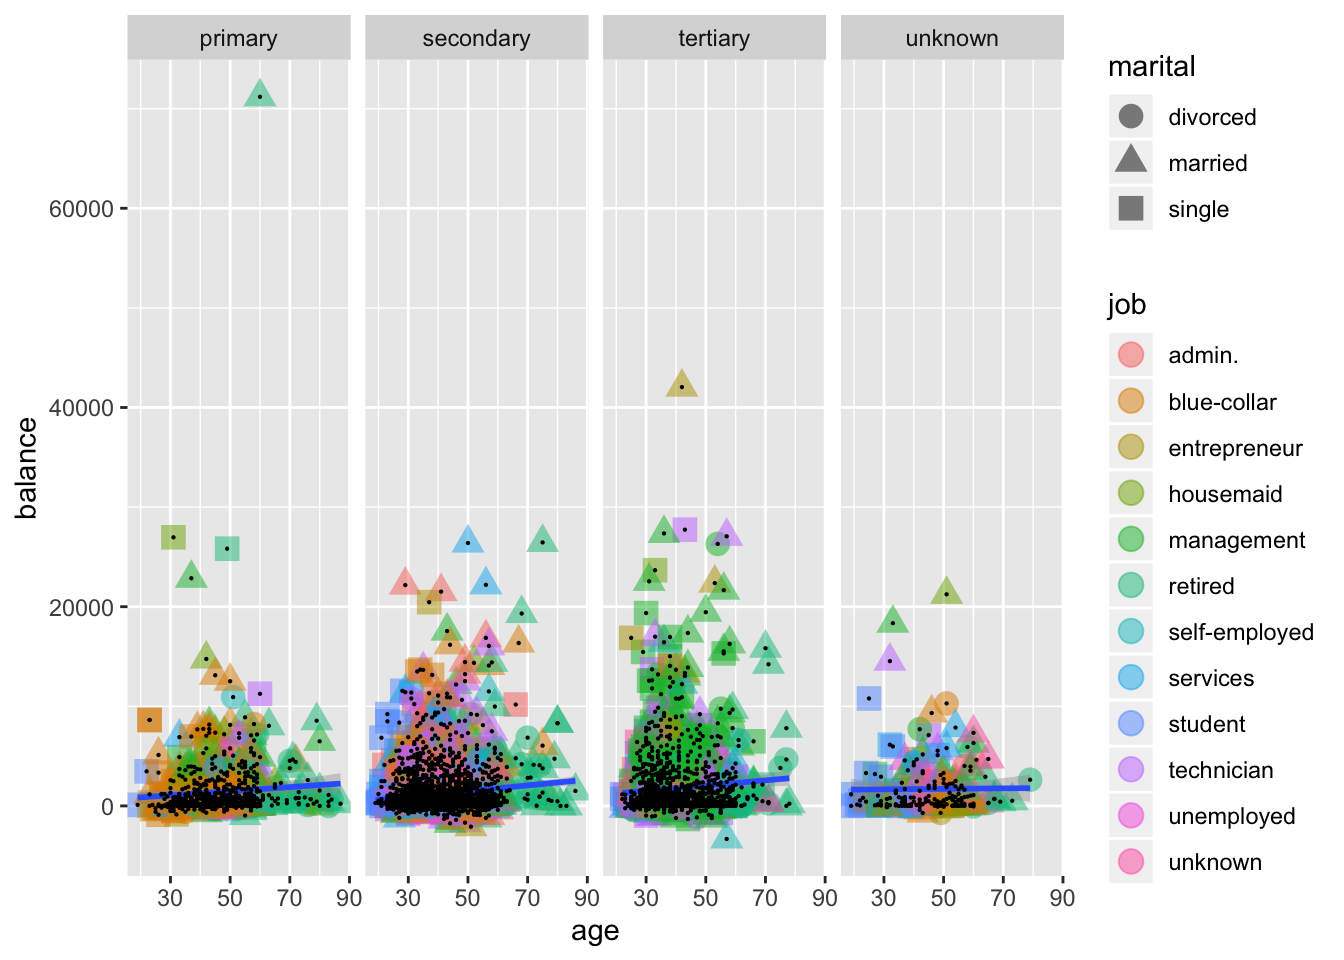 primary secondary tertiary unknown
60000
40000
20000
0
balance
30 50 70 90 30 50 70 90 30 50 70 90 30 50 70 90
age
marital
divorced
married
single
job
admin.
blue-collar
entrepreneur
housemaid
management
retired
self-employed
services
student
technician
unemployed
unknown